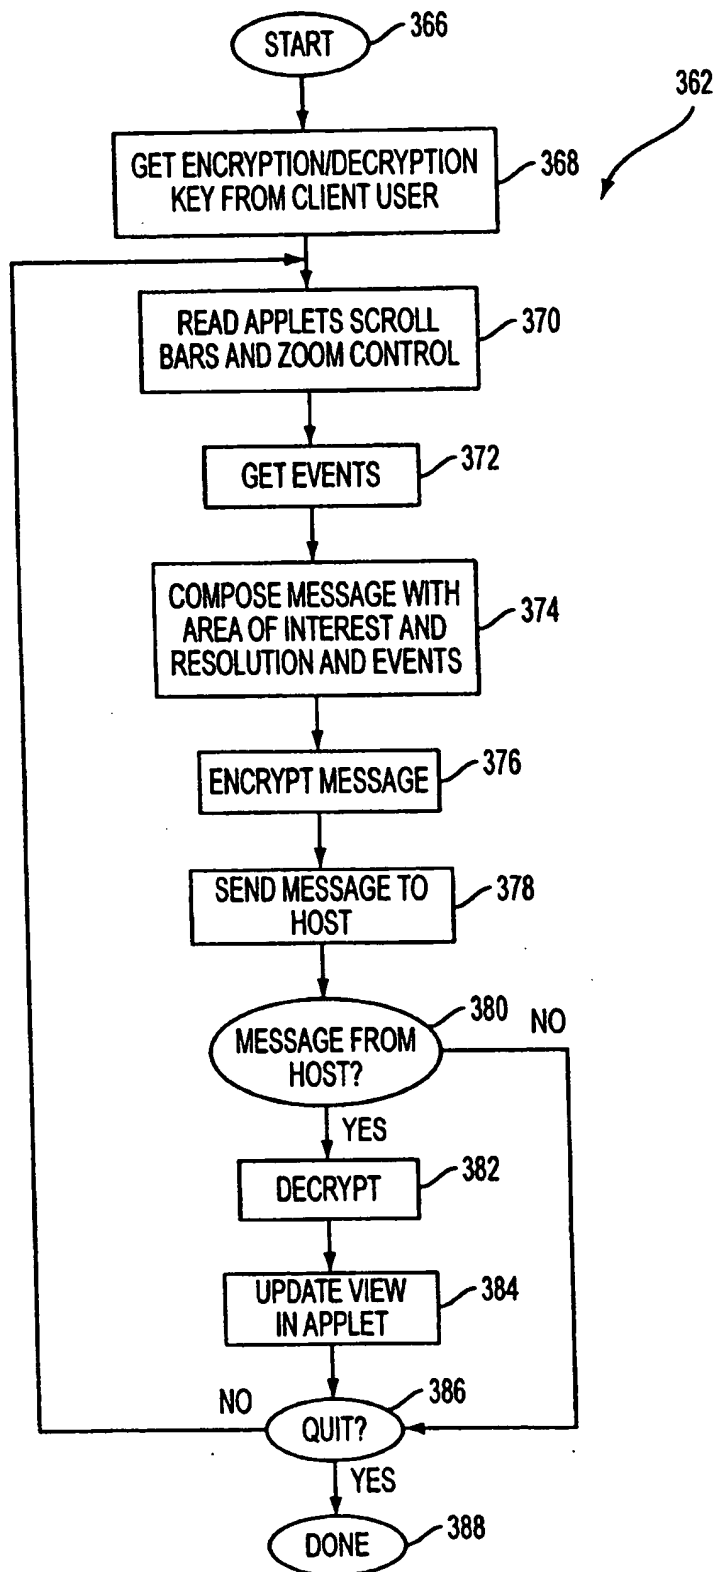 START
366
362
GET ENCRYPTION/DECRYPTION
KEY FROM CLIENT USER
368
READ APPLETS SCROLL
BARS AND ZOOM CONTROL
370
GET EVENTS
372
COMPOSE MESSAGE WITH
AREA OF INTEREST AND
RESOLUTION AND EVENTS
374
ENCRYPT MESSAGE
376
SEND MESSAGE TO
HOST
378
MESSAGE FROM
HOST?
380
NO
YES
DECRYPT
382
UPDATE VIEW
IN APPLET
384
NO
QUIT?
386
YES
DONE
388